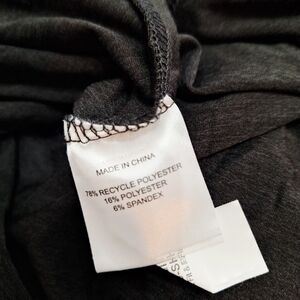 MADE IN CHINA
78% RECYCLE POLYESTER
16% POLYESTER
6% SPANDEX